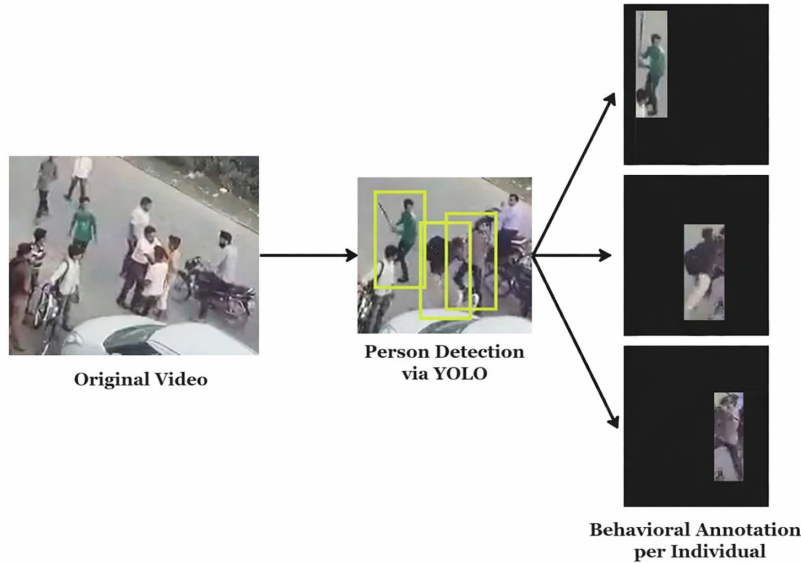 Original Video
Person Detection
via YOLO
Behavioral Annotation
per Individual